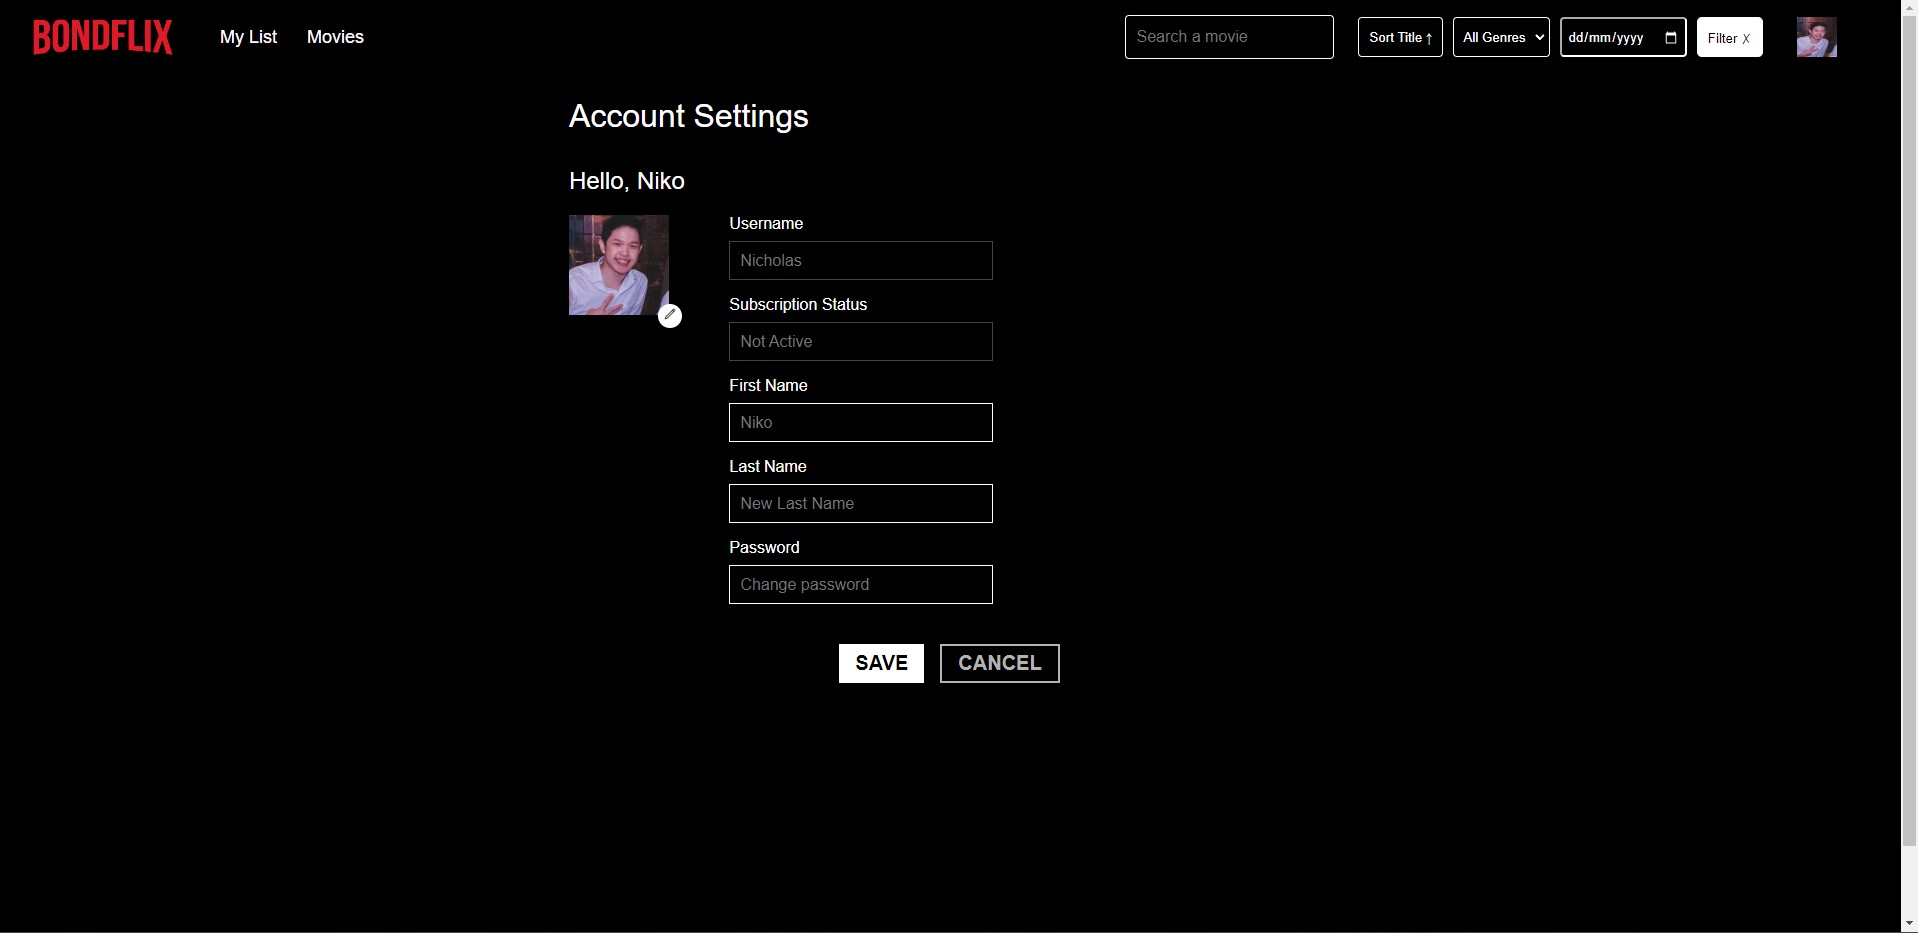 BONDFLIX
My List
Movies
Search a movie
Sort Title ↑
All Genres
dd/mm/yyyy
Filter X
Account Settings
Hello, Niko
Username
Nicholas
Subscription Status
Not Active
First Name
Niko
Last Name
New Last Name
Password
Change password
SAVE
CANCEL